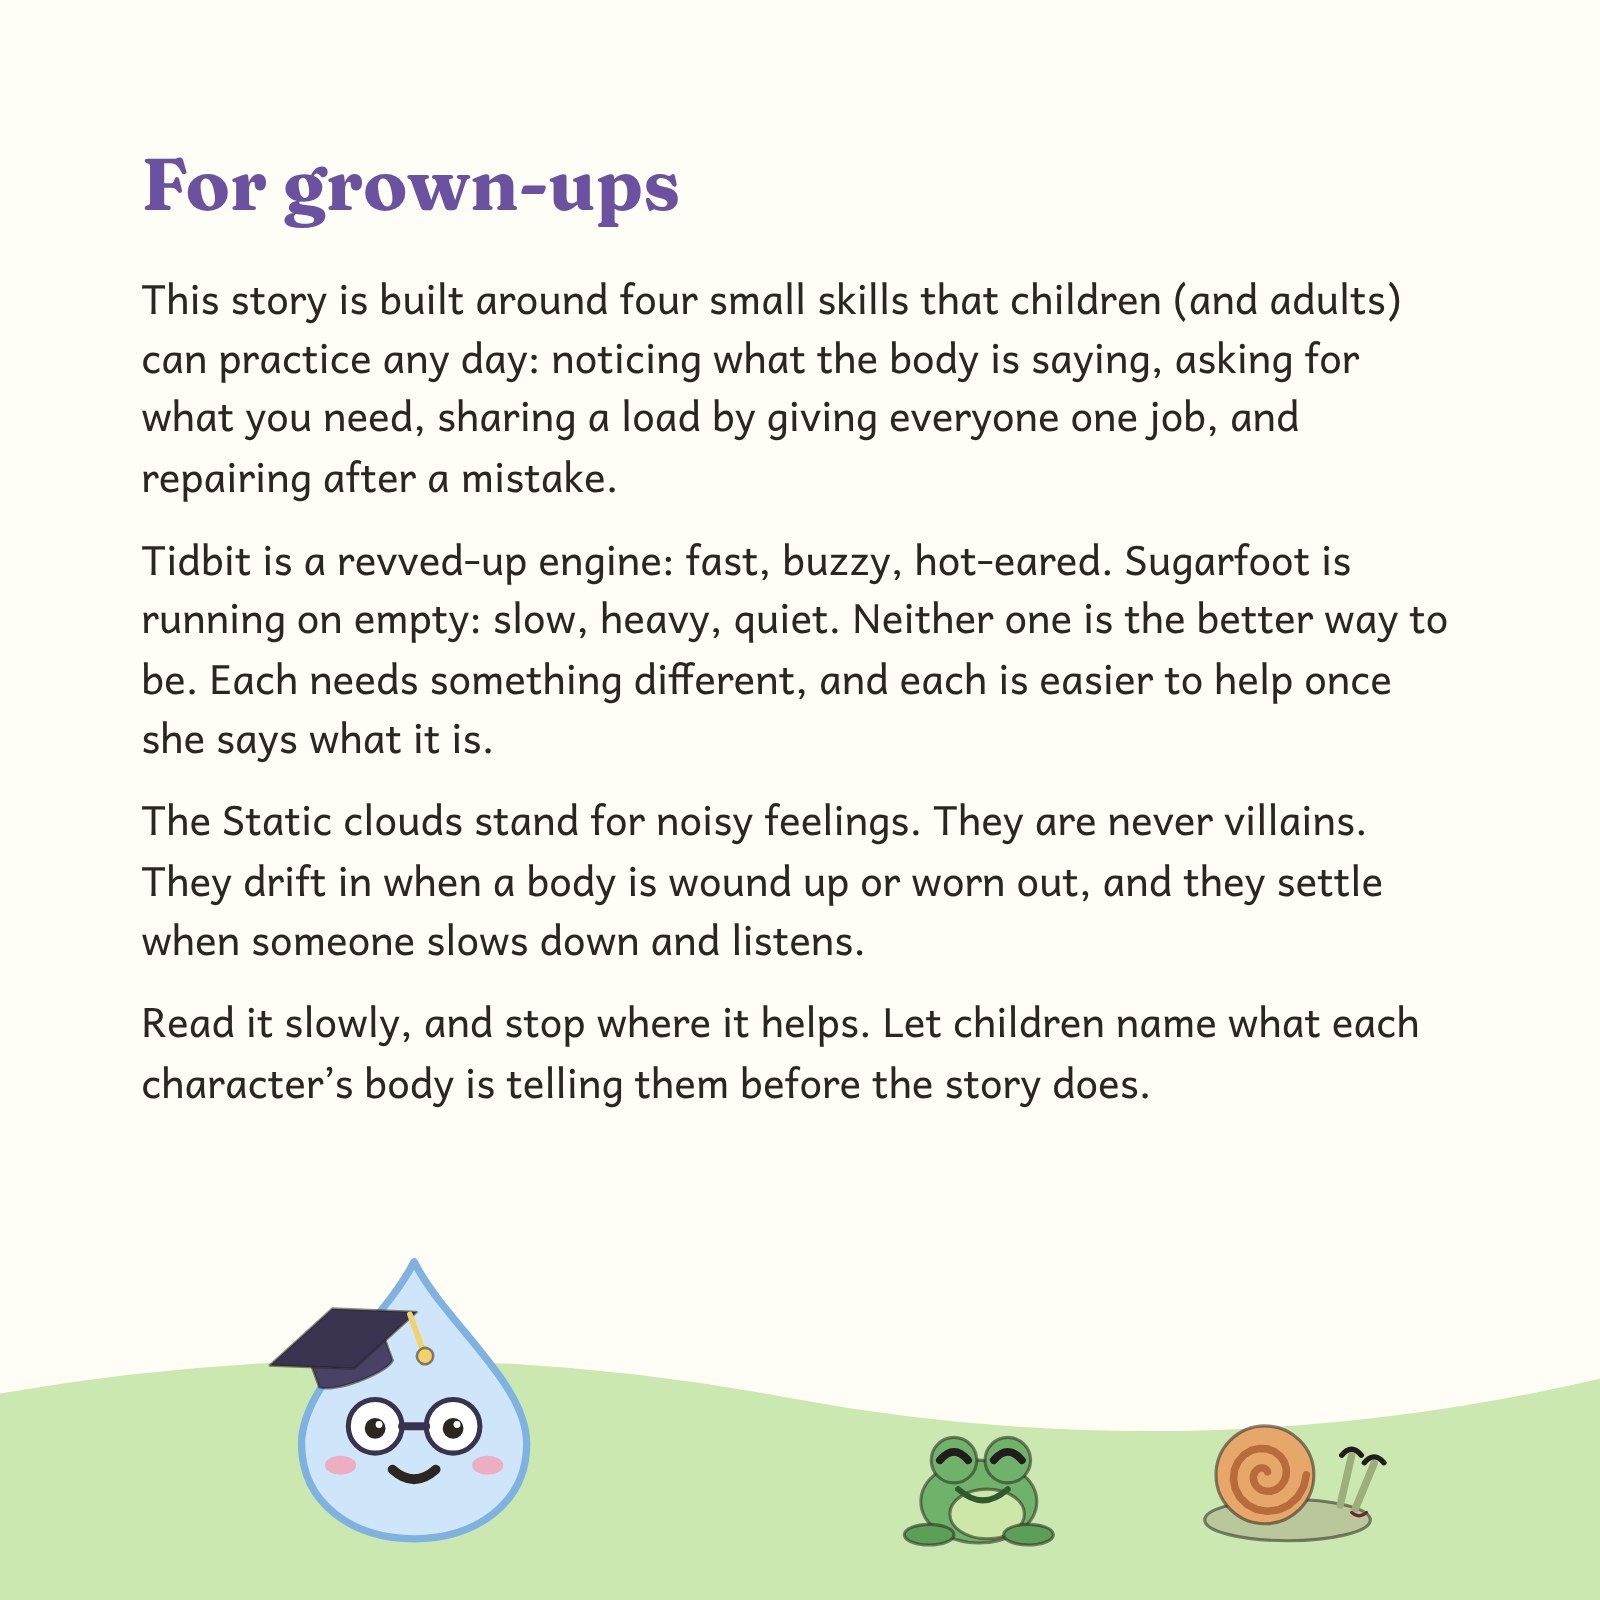 For grown-ups
This story is built around four small skills that children (and adults)
can practice any day: noticing what the body is saying, asking for
what you need, sharing a load by giving everyone one job, and
repairing after a mistake.
Tidbit is a revved-up engine: fast, buzzy, hot-eared. Sugarfoot is
running on empty: slow, heavy, quiet. Neither one is the better way to
be. Each needs something different, and each is easier to help once
she says what it is.
The Static clouds stand for noisy feelings. They are never villains.
They drift in when a body is wound up or worn out, and they settle
when someone slows down and listens.
Read it slowly, and stop where it helps. Let children name what each
character’s body is telling them before the story does.